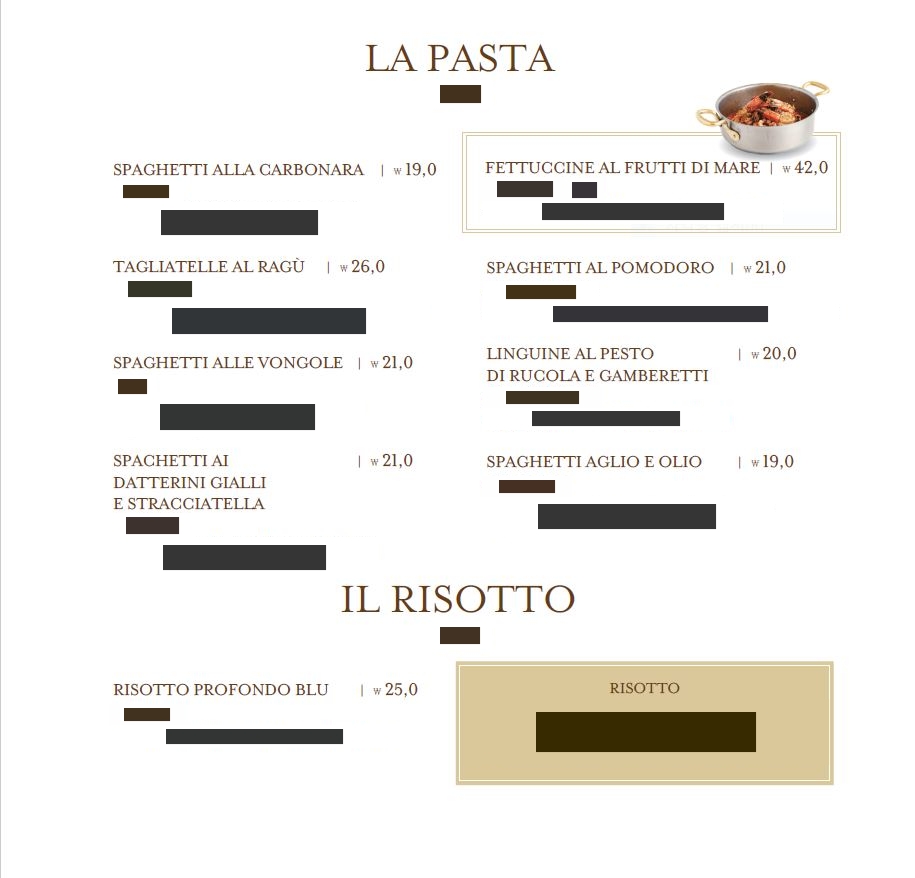 LA PASTA
SPAGHETTI ALLA CARBONARA | ₩ 19,0
TAGLIATELLE AL RAGÙ | ₩ 26,0
SPAGHETTI ALLE VONGOLE | ₩ 21,0
SPACHETTI AI | ₩ 21,0
DATTERINI GIALLI
E STRACCIATELLA
FETTUCCINE AL FRUTTI DI MARE | ₩ 42,0
SPAGHETTI AL POMODORO | ₩ 21,0
LINGUINE AL PESTO | ₩ 20,0
DI RUCOLA E GAMBERETTI
SPAGHETTI AGLIO E OLIO | ₩ 19,0
IL RISOTTO
RISOTTO PROFONDO BLU | ₩ 25,0
RISOTTO